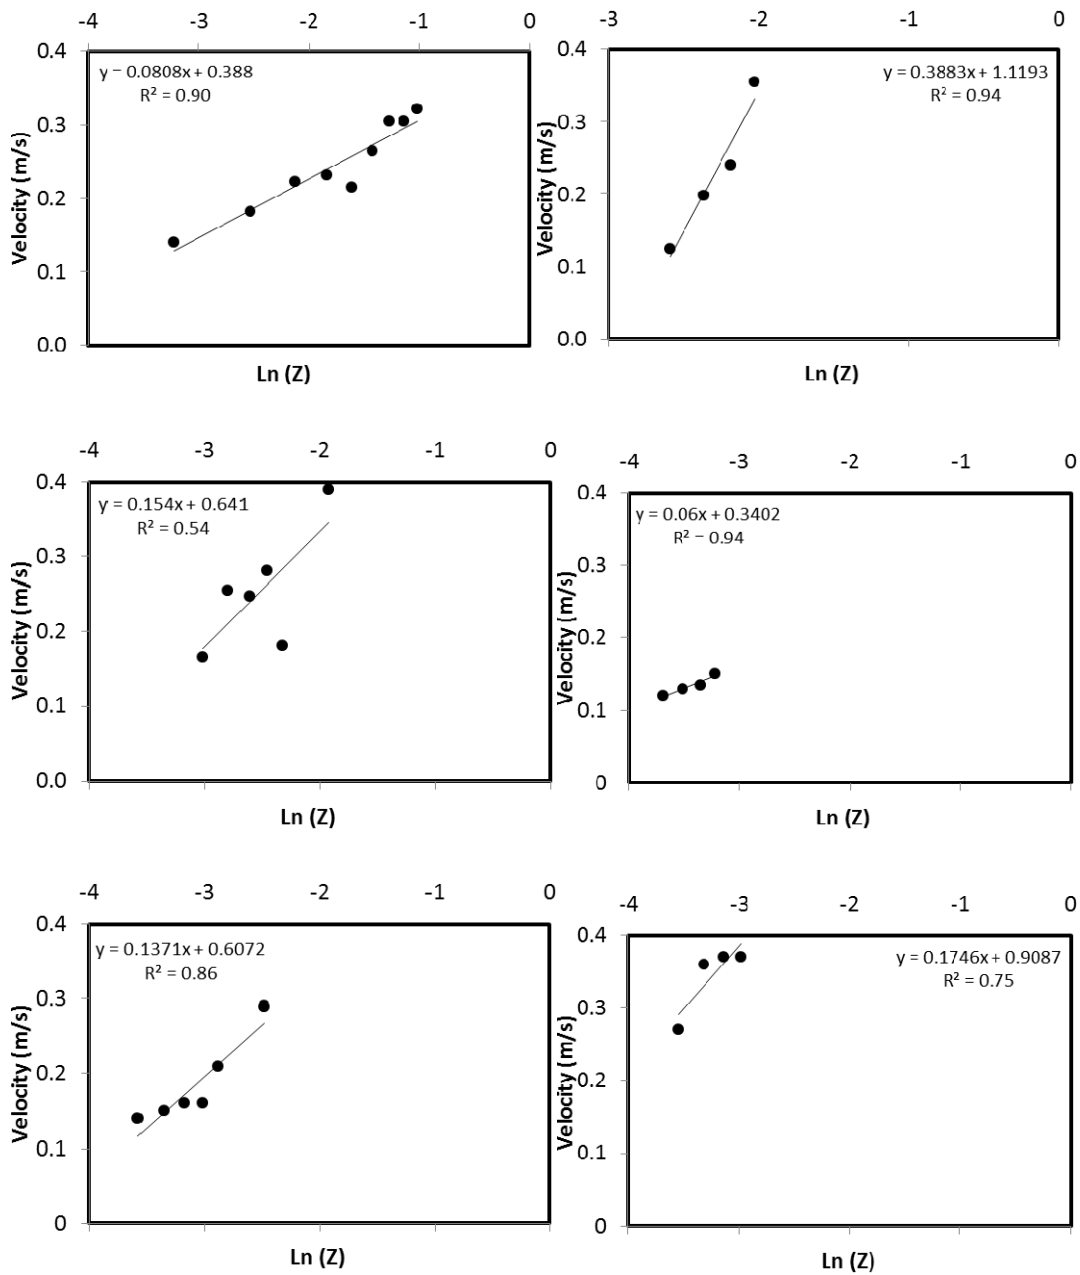 -4 -3 -2 -1 0
0.4
0.3
0.2
0.1
0.0
Velocity (m/s)
y = 0.0808x + 0.388
R² = 0.90
Ln (Z)
-3 -2 -1 0
0.4
0.3
0.2
0.1
0.0
Velocity (m/s)
y = 0.3883x + 1.1193
R² = 0.94
Ln (Z)
-4 -3 -2 -1 0
0.4
0.3
0.2
0.1
0.0
Velocity (m/s)
y = 0.154x + 0.641
R² = 0.54
Ln (Z)
-4 -3 -2 -1 0
0.4
0.3
0.2
0.1
0
Velocity (m/s)
y = 0.06x + 0.3402
R² = 0.94
Ln (Z)
-4 -3 -2 -1 0
0.4
0.3
0.2
0.1
0
Velocity (m/s)
y = 0.1371x + 0.6072
R² = 0.86
Ln (Z)
-4 -3 -2 -1 0
0.4
0.3
0.2
0.1
0
Velocity (m/s)
y = 0.1746x + 0.9087
R² = 0.75
Ln (Z)